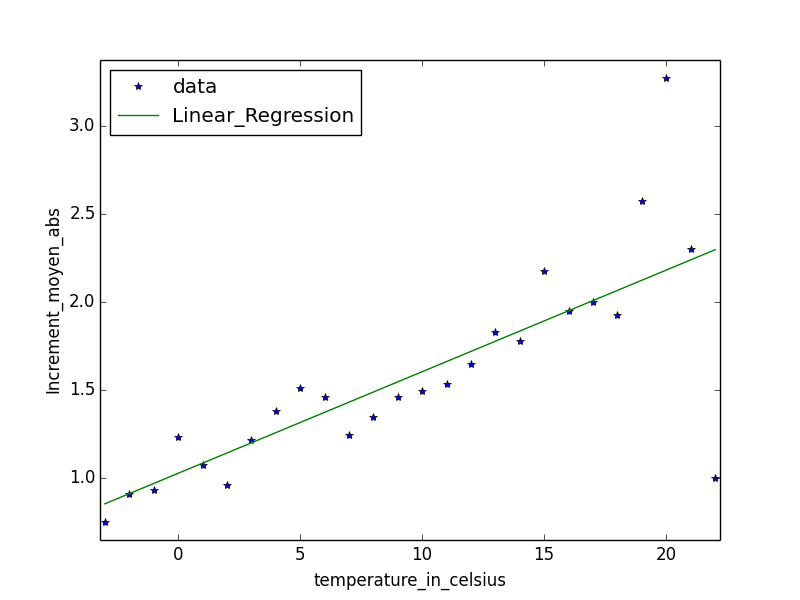 data
Linear_Regression
3.0
2.5
2.0
1.5
1.0
Increment_moyen_abs
0 5 10 15 20
temperature_in_celsius